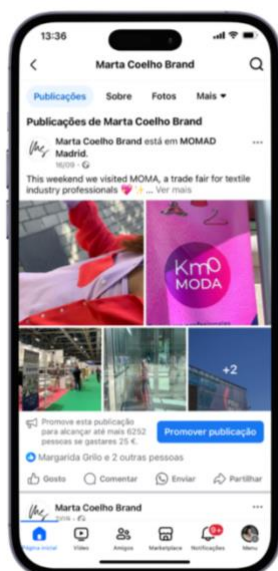 13:36
Marta Coelho Brand
Publicações Sobre Fotos Mais
Publicações de Marta Coelho Brand
Marta Coelho Brand está em MOMAD
Madrid.
16/09
This weekend we visited MOMA, a trade fair for textile
industry professionals ... Ver mais
Km0
MODA
+2
Promove esta publicação
para alcançar até mais 6252
pessoas se gastares 25 €.
Promover publicação
Margarida Grilo e 2 outras pessoas
Gosto Comentar Enviar Partilhar
Marta Coelho Brand
9+
Página inicial Vídeo Amigos Marketplace Notificações Menu